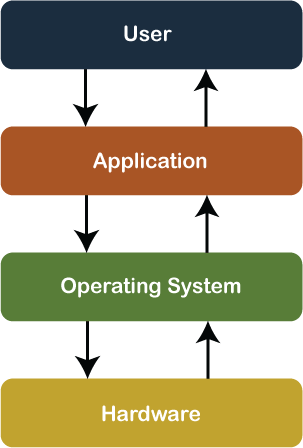 User
Application
Operating System
Hardware